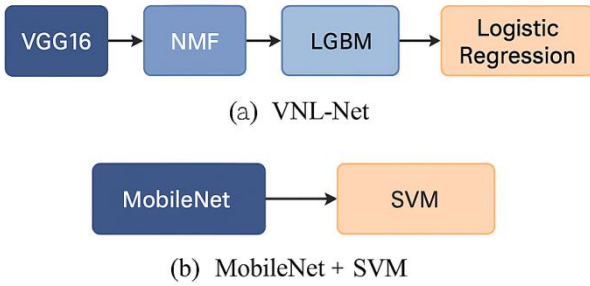 VGG16
NMF
LGBM
Logistic
Regression
(a) VNL-Net
MobileNet
SVM
(b) MobileNet + SVM